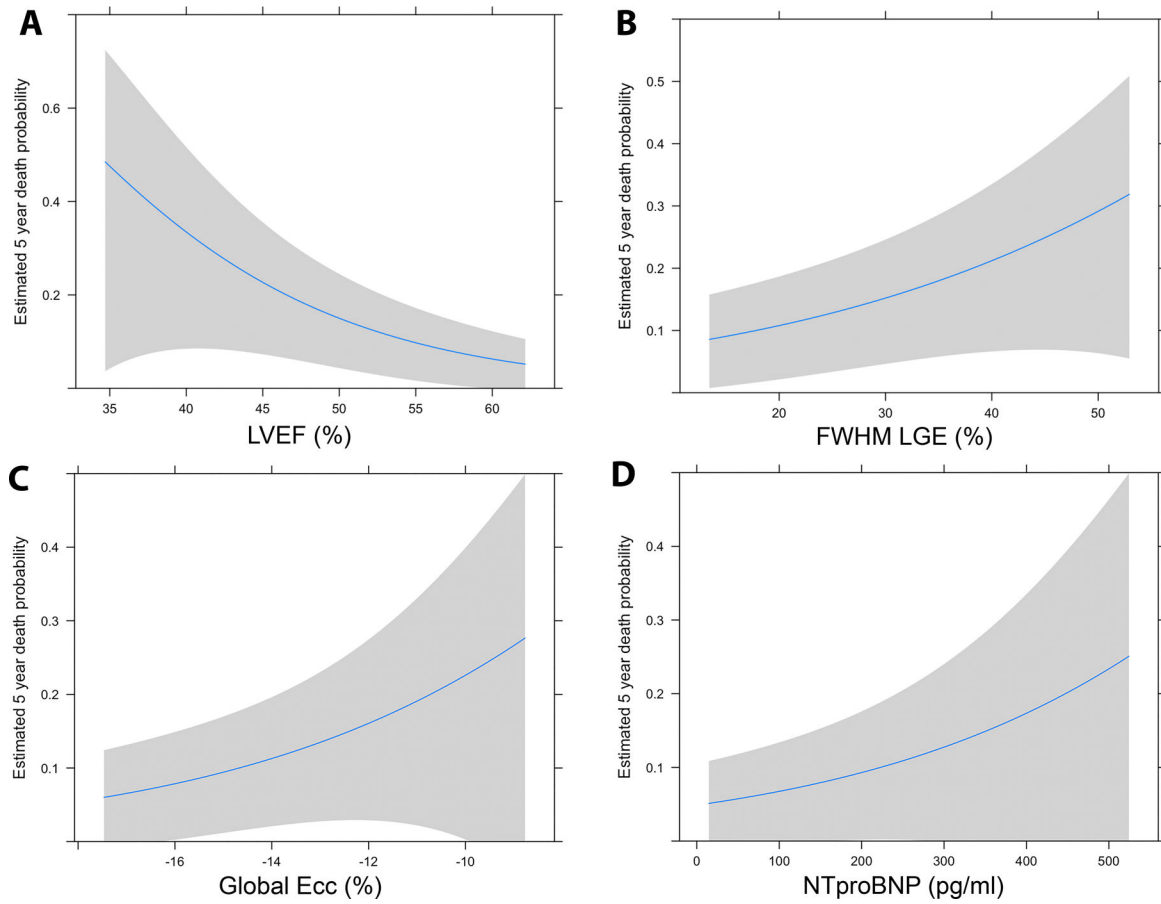 A
Estimated 5 year death probability
0.6
0.4
0.2
35 40 45 50 55 60
LVEF (%)
B
Estimated 5 year death probability
0.5
0.4
0.3
0.2
0.1
20 30 40 50
FWHM LGE (%)
C
Estimated 5 year death probability
0.4
0.3
0.2
0.1
-16 -14 -12 -10
Global Ecc (%)
D
Estimated 5 year death probability
0.4
0.3
0.2
0.1
0 100 200 300 400 500
NTproBNP (pg/ml)